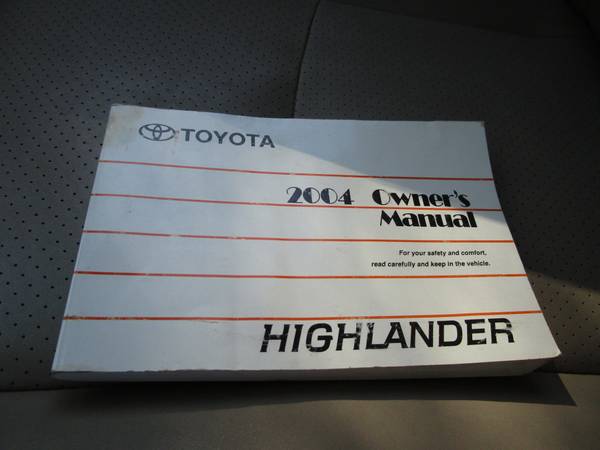 TOYOTA
2004 Owner's
Manual
For your safety and comfort,
read carefully and keep in the vehicle.
HIGHLANDER